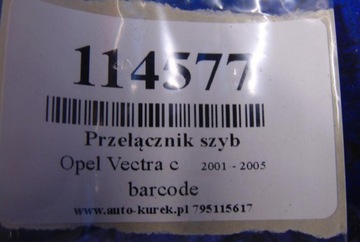 114577
Przełącznik szyb
Opel Vectra c 2001 - 2005
barcode
www.auto-kurek.pl 795115617